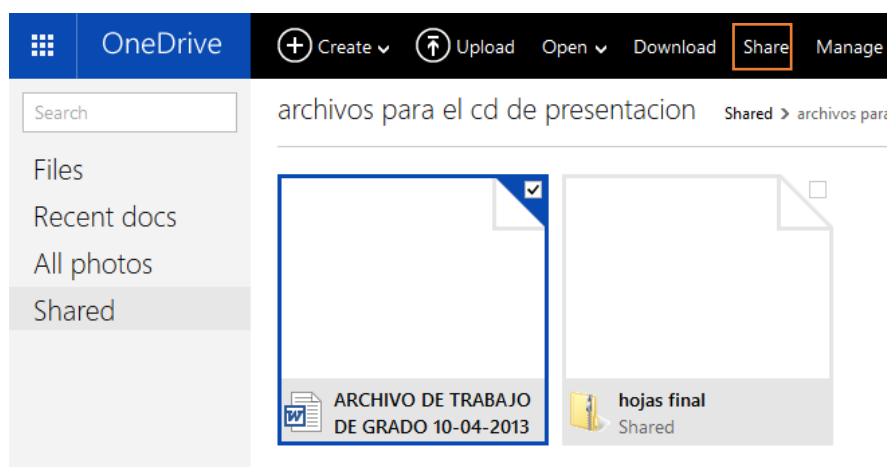 OneDrive
Create
Upload
Open
Download
Share
Manage
Search
archivos para el cd de presentacion
Shared > archivos para
Files
Recent docs
All photos
Shared
ARCHIVO DE TRABAJO
DE GRADO 10-04-2013
hojas final
Shared